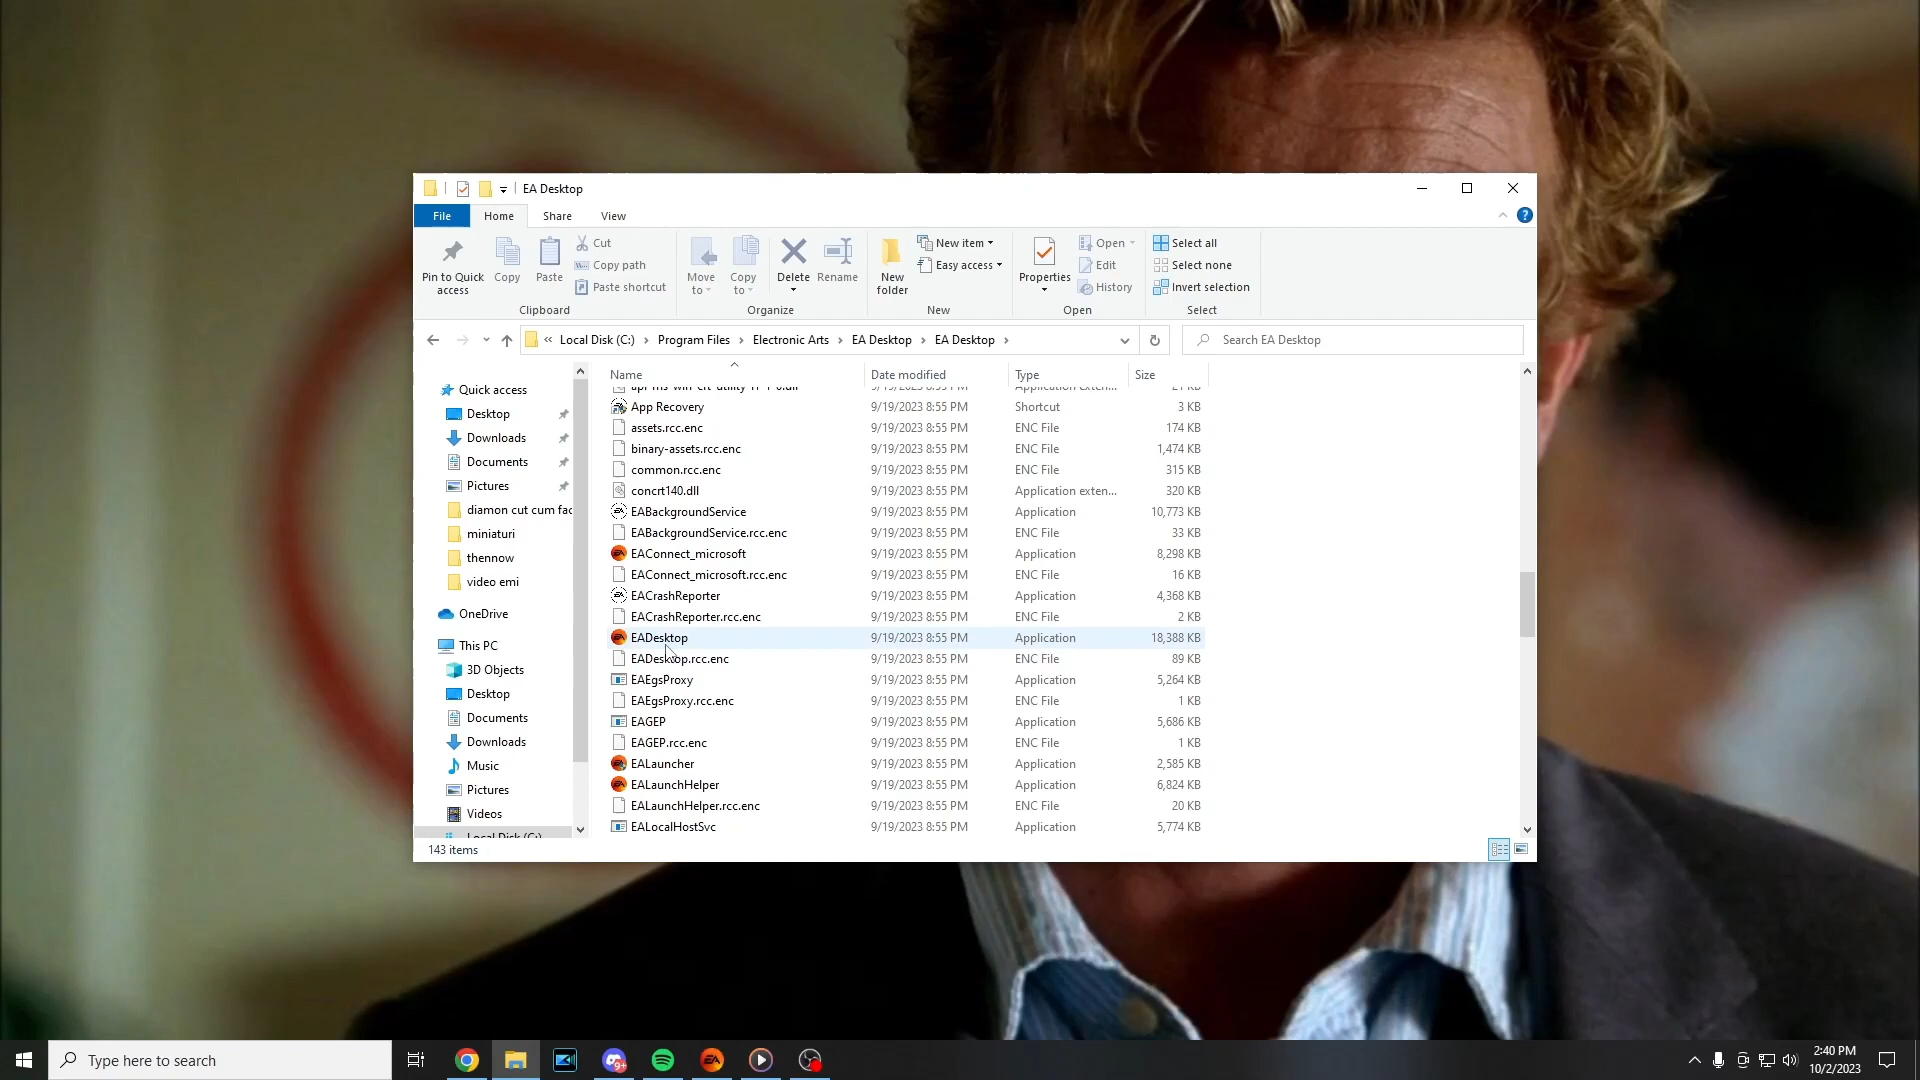 EA Desktop
File Home Share View
Pin to Quick access
Copy
Paste
Cut
Copy path
Paste shortcut
Clipboard
Move to
Copy to
Delete
Rename
Organize
New folder
New item
Easy access
New
Properties
Open
Edit
History
Open
Select all
Select none
Invert selection
Select
« Local Disk (C:) › Program Files › Electronic Arts › EA Desktop › EA Desktop ›
Search EA Desktop
Quick access
Desktop
Downloads
Documents
Pictures
diamon cut cum fac
miniaturi
thennow
video emi
OneDrive
This PC
3D Objects
Desktop
Documents
Downloads
Music
Pictures
Videos
Local Disk (C:)
Name Date modified Type Size
App Recovery 9/19/2023 8:55 PM Shortcut 3 KB
assets.rcc.enc 9/19/2023 8:55 PM ENC File 174 KB
binary-assets.rcc.enc 9/19/2023 8:55 PM ENC File 1,474 KB
common.rcc.enc 9/19/2023 8:55 PM ENC File 315 KB
concrt140.dll 9/19/2023 8:55 PM Application exten... 320 KB
EABackgroundService 9/19/2023 8:55 PM Application 10,773 KB
EABackgroundService.rcc.enc 9/19/2023 8:55 PM ENC File 33 KB
EAConnect_microsoft 9/19/2023 8:55 PM Application 8,298 KB
EAConnect_microsoft.rcc.enc 9/19/2023 8:55 PM ENC File 16 KB
EACrashReporter 9/19/2023 8:55 PM Application 4,368 KB
EACrashReporter.rcc.enc 9/19/2023 8:55 PM ENC File 2 KB
EADesktop 9/19/2023 8:55 PM Application 18,388 KB
EADesktop.rcc.enc 9/19/2023 8:55 PM ENC File 89 KB
EAEgsProxy 9/19/2023 8:55 PM Application 5,264 KB
EAEgsProxy.rcc.enc 9/19/2023 8:55 PM ENC File 1 KB
EAGEP 9/19/2023 8:55 PM Application 5,686 KB
EAGEP.rcc.enc 9/19/2023 8:55 PM ENC File 1 KB
EALauncher 9/19/2023 8:55 PM Application 2,585 KB
EALaunchHelper 9/19/2023 8:55 PM Application 6,824 KB
EALaunchHelper.rcc.enc 9/19/2023 8:55 PM ENC File 20 KB
EALocalHostSvc 9/19/2023 8:55 PM Application 5,774 KB
143 items
Type here to search
9+
2:40 PM
10/2/2023